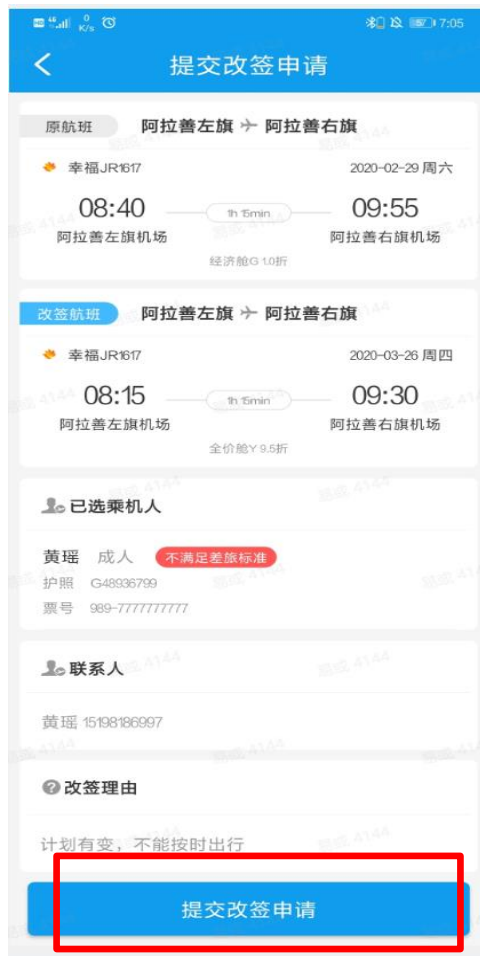 HD 4G 0 K/s 57 7:05
提交改签申请
原航班 阿拉善左旗 阿拉善右旗
幸福JR1617 2020-02-29 周六
08:40 1h 15min 09:55
阿拉善左旗机场 阿拉善右旗机场
经济舱G 1.0折
改签航班 阿拉善左旗 阿拉善右旗
幸福JR1617 2020-03-26 周四
08:15 1h 15min 09:30
阿拉善左旗机场 阿拉善右旗机场
全价舱Y 9.5折
已选乘机人
黄瑶 成人 不满足差旅标准
护照 G48936799
票号 989-7777777777
联系人
黄瑶 15198186997
改签理由
计划有变，不能按时出行
提交改签申请